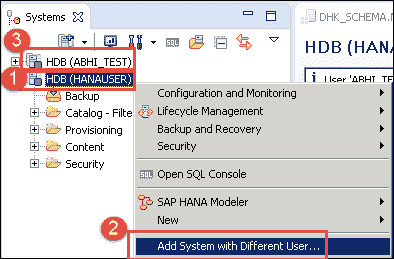 Systems
DHK_SCHEMA.
3
HDB (ABHI_TEST)
HDB (HANA
1
HDB (HANAUSER)
User 'ABHI_TEST
Backup
Configuration and Monitoring
Catalog - Filte
Lifecycle Management
Provisioning
Backup and Recovery
Content
Security
Security
SQL Open SQL Console
SAP HANA Modeler
New
2
Add System with Different User...